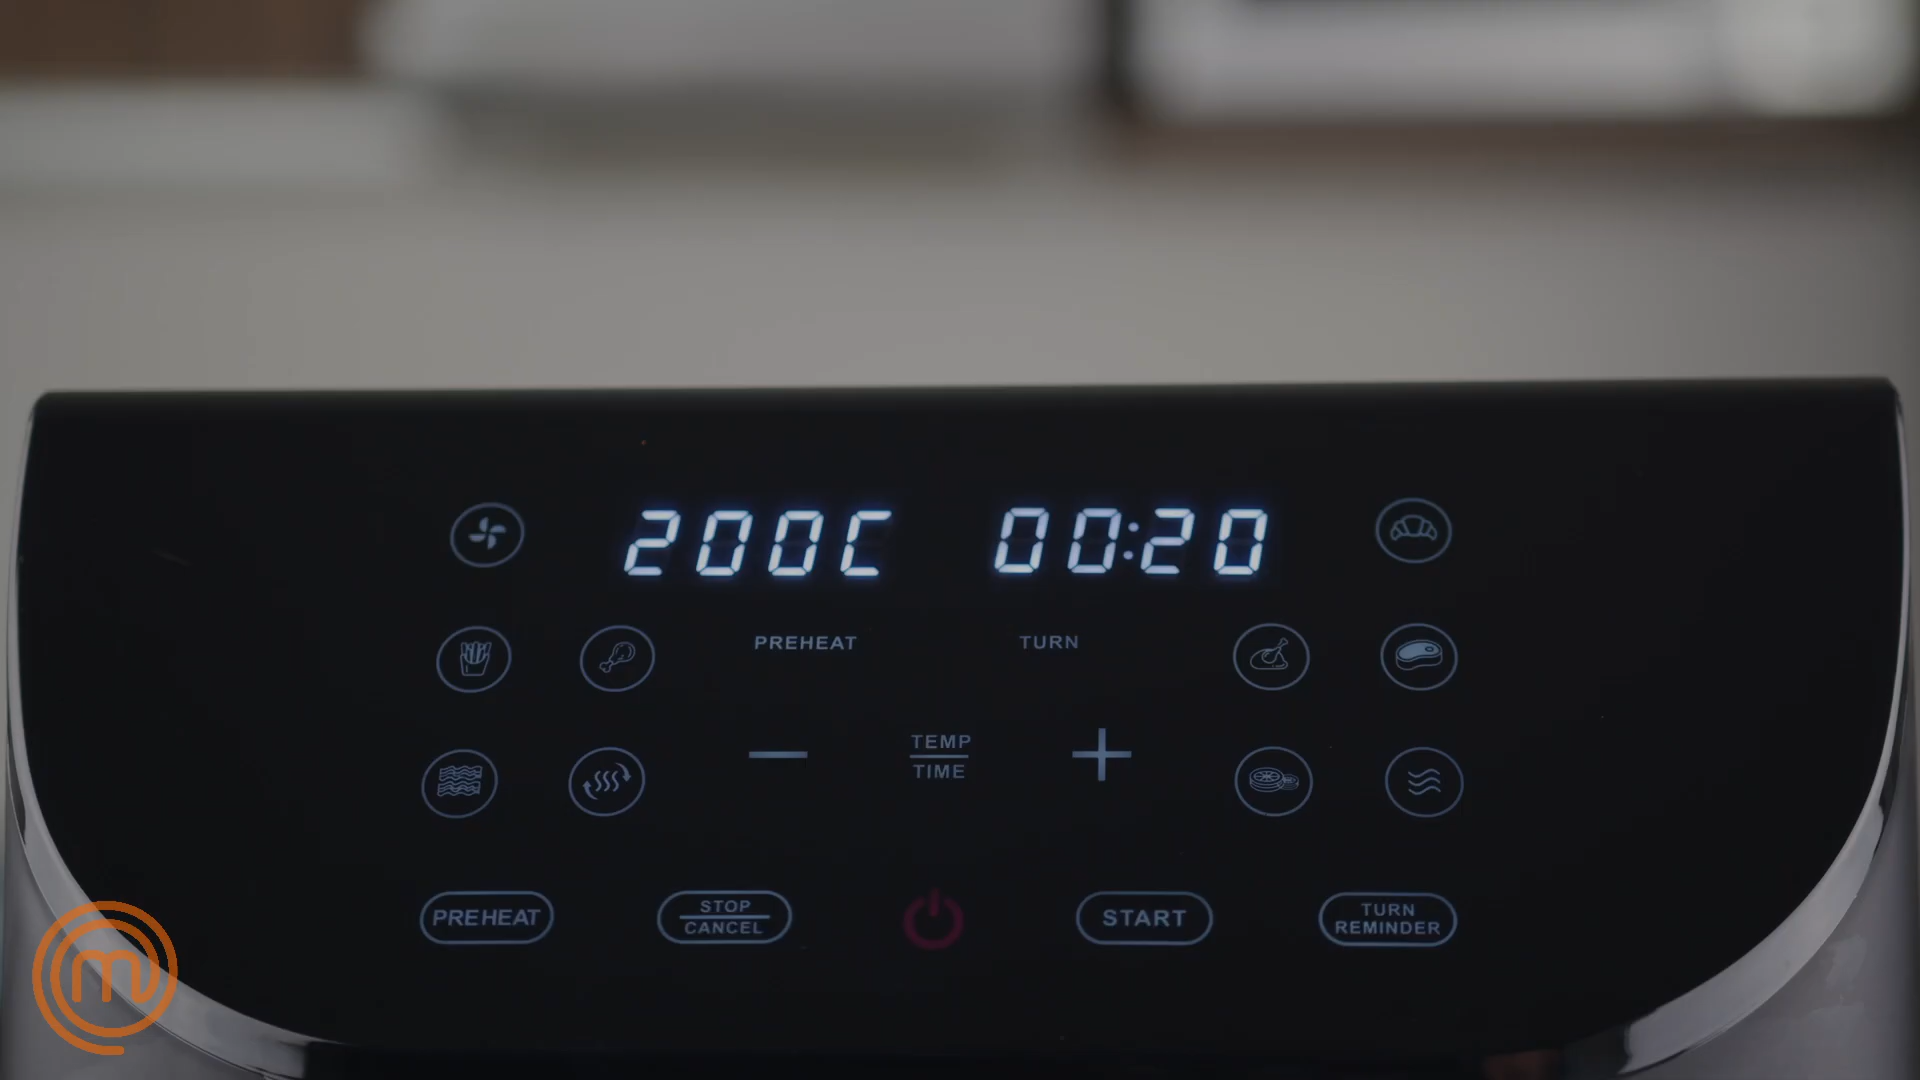 200C 00:20
PREHEAT TURN
TEMP
TIME
PREHEAT
STOP
CANCEL
START
TURN
REMINDER
m